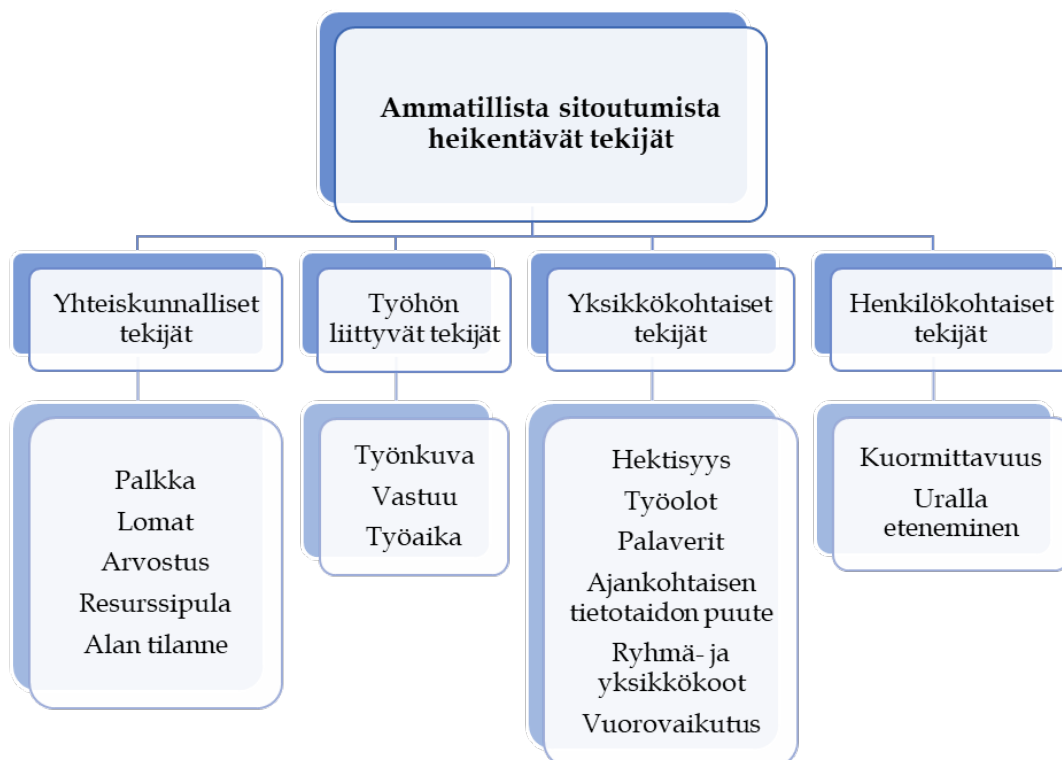 Ammatillista sitoutumista
heikentävät tekijät
Yhteiskunnalliset
tekijät
Työhön
liittyvät tekijät
Yksikkökohtaiset
tekijät
Henkilökohtaiset
tekijät
Palkka
Lomat
Arvostus
Resurssipula
Alan tilanne
Työnkuva
Vastuu
Työaika
Hektisyys
Työolot
Palaverit
Ajankohtaisen
tietotaidon puute
Ryhmä- ja
yksikkökoot
Vuorovaikutus
Kuormittavuus
Uralla
eteneminen